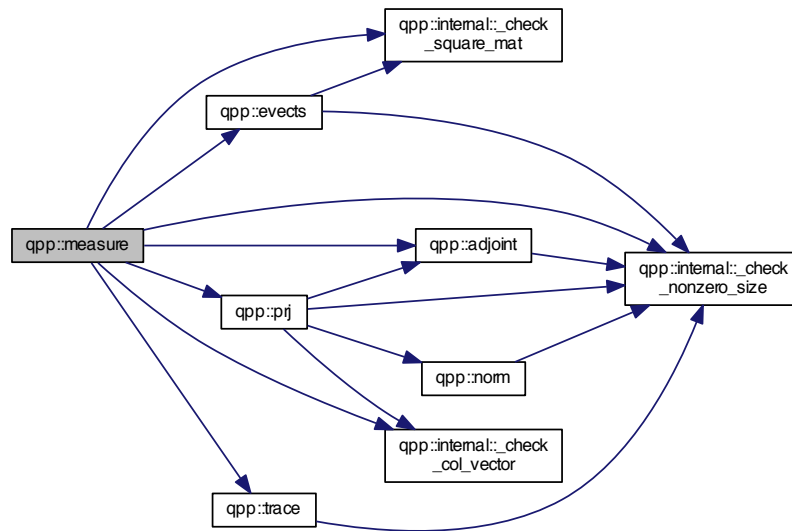 qpp::internal::_check
_square_mat
qpp::evects
qpp::measure
qpp::adjoint
qpp::internal::_check
_nonzero_size
qpp::prj
qpp::norm
qpp::internal::_check
_col_vector
qpp::trace